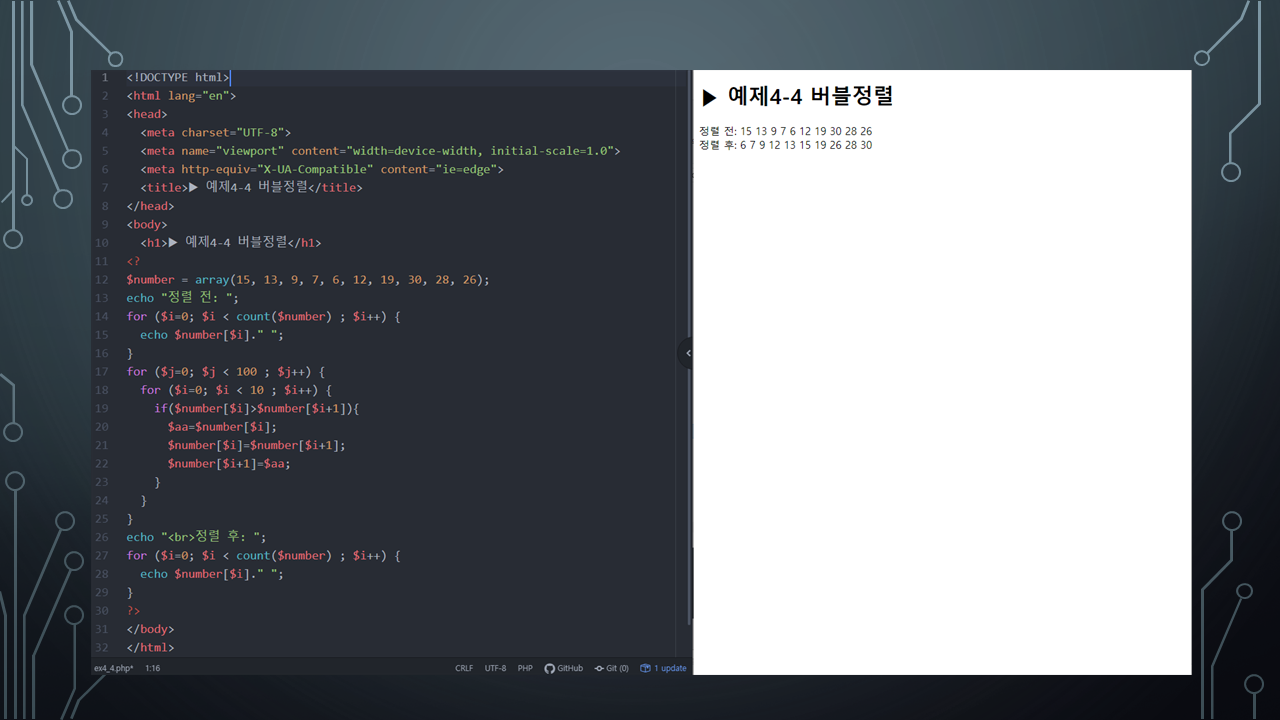 1 <!DOCTYPE html>
2 <html lang="en">
3 <head>
4 <meta charset="UTF-8">
5 <meta name="viewport" content="width=device-width, initial-scale=1.0">
6 <meta http-equiv="X-UA-Compatible" content="ie=edge">
7 <title>▶ 예제4-4 버블정렬</title>
8 </head>
9 <body>
10 <h1>▶ 예제4-4 버블정렬</h1>
11 <?
12 $number = array(15, 13, 9, 7, 6, 12, 19, 30, 28, 26);
13 echo "정렬 전: ";
14 for ($i=0; $i < count($number) ; $i++) {
15 echo $number[$i]." ";
16 }
17 for ($j=0; $j < 100 ; $j++) {
18 for ($i=0; $i < 10 ; $i++) {
19 if($number[$i]>$number[$i+1]){
20 $aa=$number[$i];
21 $number[$i]=$number[$i+1];
22 $number[$i+1]=$aa;
23 }
24 }
25 }
26 echo "<br>정렬 후: ";
27 for ($i=0; $i < count($number) ; $i++) {
28 echo $number[$i]." ";
29 }
30 ?>
31 </body>
32 </html>
ex4_4.php* 1:16 CRLF UTF-8 PHP GitHub Git (0) 1 update
▶ 예제4-4 버블정렬
정렬 전: 15 13 9 7 6 12 19 30 28 26
정렬 후: 6 7 9 12 13 15 19 26 28 30